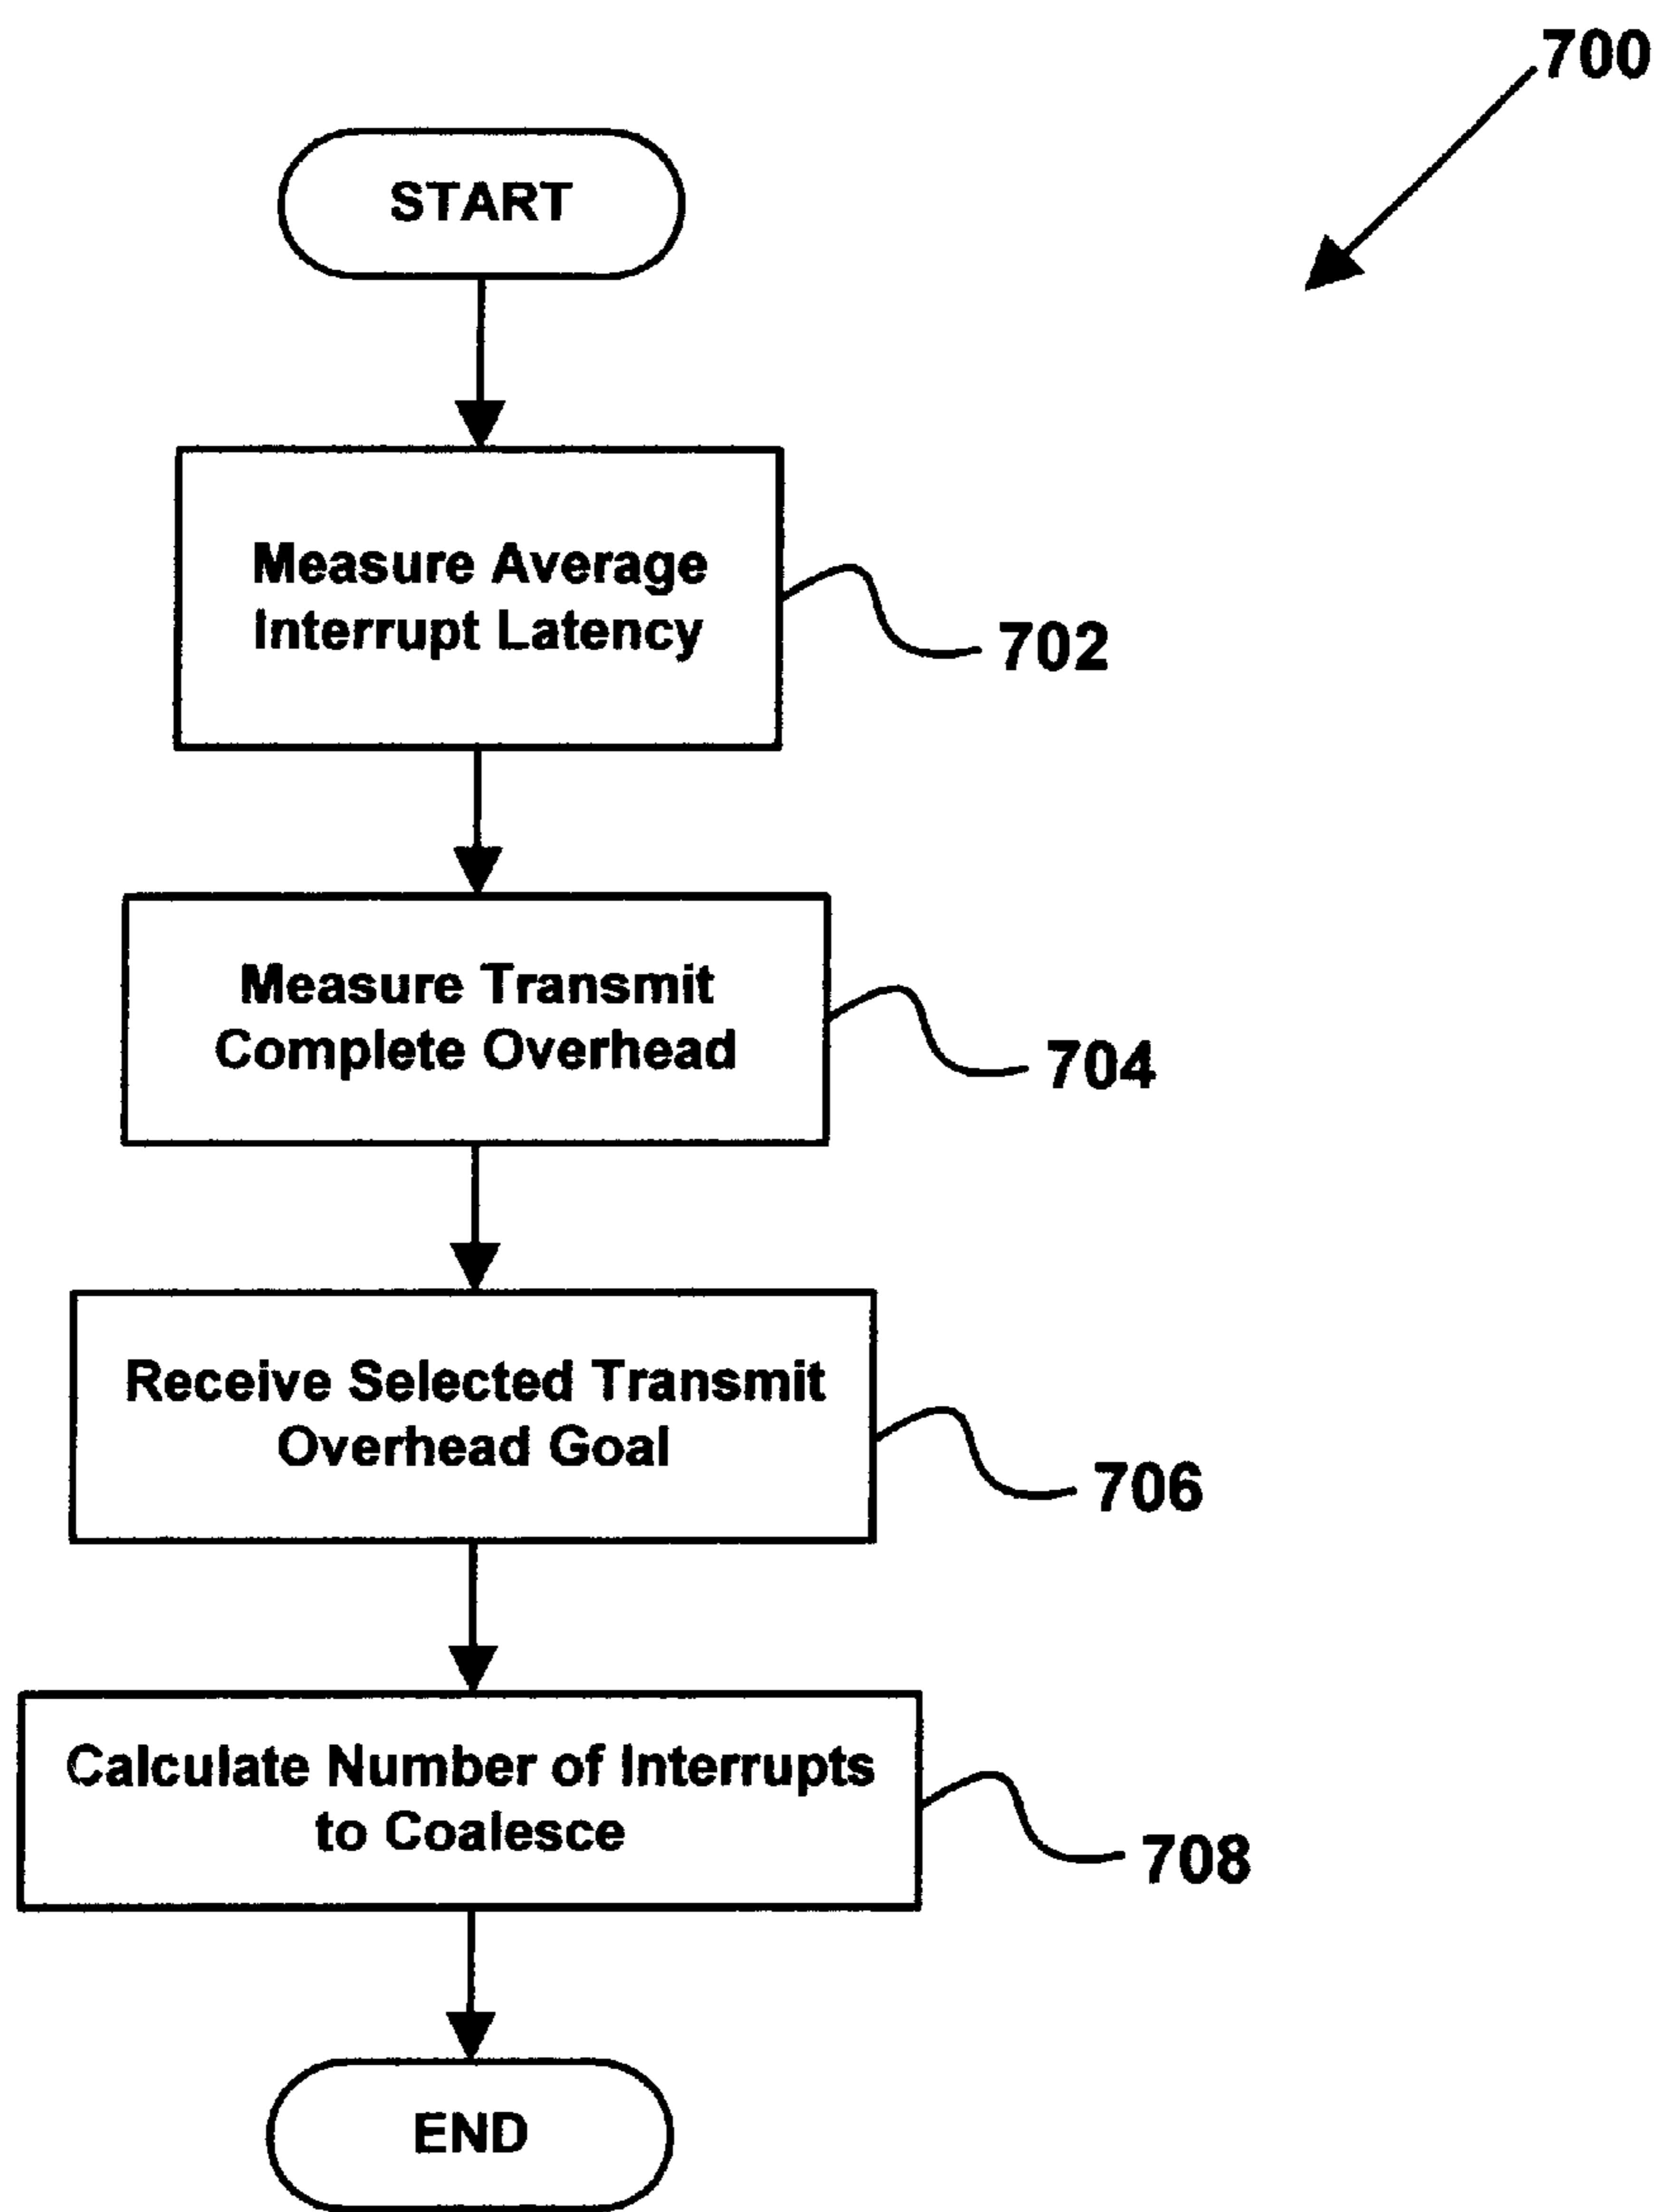 700
START
Measure Average
Interrupt Latency
702
Measure Transmit
Complete Overhead
704
Receive Selected Transmit
Overhead Goal
706
Calculate Number of Interrupts
to Coalesce
708
END